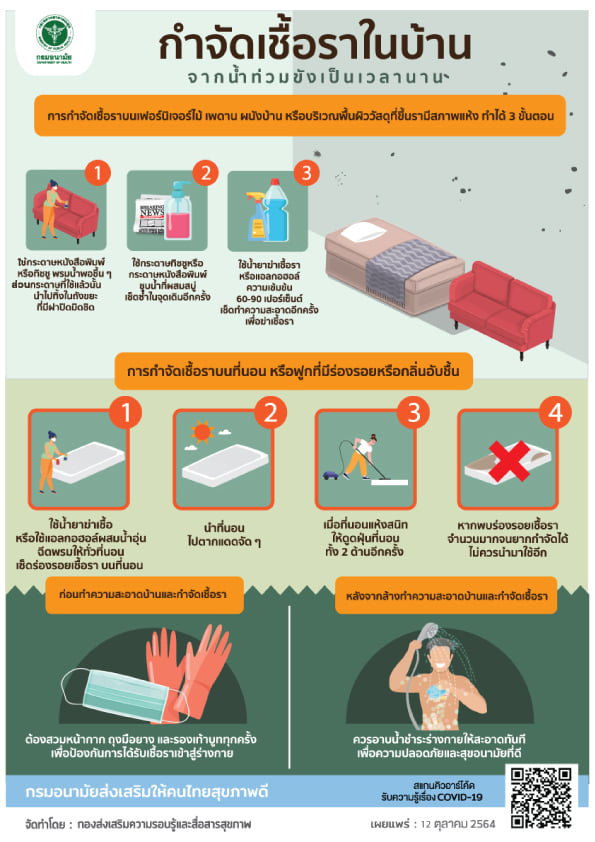 กรมอนามัย
DEPARTMENT OF HEALTH
กำจัดเชื้อราในบ้าน
จากน้ำท่วมขังเป็นเวลานาน
การกำจัดเชื้อราบนเฟอร์นิเจอร์ไม้ เพดาน ผนังบ้าน หรือบริเวณพื้นผิววัสดุที่ขึ้นรามีสภาพแห้ง ทำได้ 3 ขั้นตอน
1
ใช้กระดาษหนังสือพิมพ์
หรือทิชชู พรมน้ำพอชื้น ๆ
ส่วนกระดาษที่ใช้แล้วนั้น
นำไปทิ้งในถังขยะ
ที่มีฝาปิดมิดชิด
2
BREAKING
NEWS
ใช้กระดาษทิชชูหรือ
กระดาษหนังสือพิมพ์
ชุบน้ำที่ผสมสบู่
เช็ดซ้ำในจุดเดิมอีกครั้ง
3
ใช้น้ำยาฆ่าเชื้อรา
หรือแอลกอฮอล์
ความเข้มข้น
60-90 เปอร์เซ็นต์
เช็ดทำความสะอาดอีกครั้ง
เพื่อฆ่าเชื้อรา
การกำจัดเชื้อราบนที่นอน หรือฟูกที่มีร่องรอยหรือกลิ่นอับชื้น
1
ใช้น้ำยาฆ่าเชื้อ
หรือใช้แอลกอฮอล์ผสมน้ำอุ่น
ฉีดพรมให้ทั่วที่นอน
เช็ดร่องรอยเชื้อรา บนที่นอน
2
นำที่นอน
ไปตากแดดจัด ๆ
3
เมื่อที่นอนแห้งสนิท
ให้ดูดฝุ่นที่นอน
ทั้ง 2 ด้านอีกครั้ง
4
หากพบร่องรอยเชื้อรา
จำนวนมากจนยากกำจัดได้
ไม่ควรนำมาใช้อีก
ก่อนทำความสะอาดบ้านและกำจัดเชื้อรา
ต้องสวมหน้ากาก ถุงมือยาง และรองเท้าบูททุกครั้ง
เพื่อป้องกันการได้รับเชื้อราเข้าสู่ร่างกาย
หลังจากล้างทำความสะอาดบ้านและกำจัดเชื้อรา
ควรอาบน้ำชำระร่างกายให้สะอาดทันที
เพื่อความปลอดภัยและสุขอนามัยที่ดี
กรมอนามัยส่งเสริมให้คนไทยสุขภาพดี
สแกนคิวอาร์โค้ด
รับความรู้เรื่อง COVID-19
จัดทำโดย : กองส่งเสริมความรอบรู้และสื่อสารสุขภาพ
เผยแพร่ : 12 ตุลาคม 2564